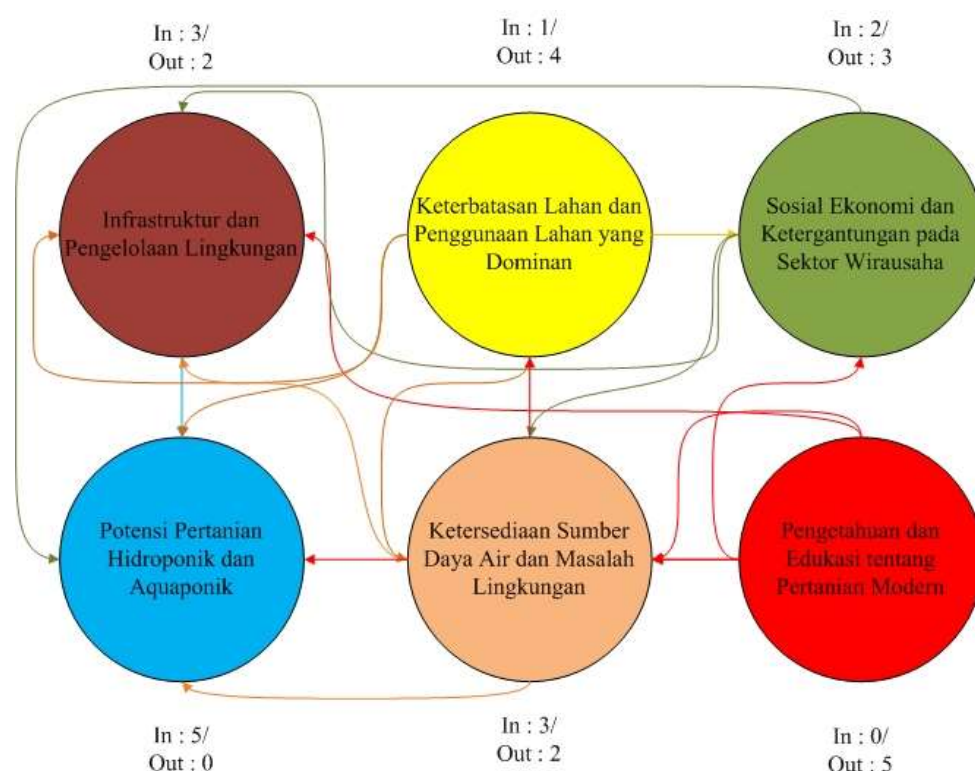 In : 3/
Out : 2
In : 1/
Out : 4
In : 2/
Out : 3
Infrastruktur dan
Pengelolaan Lingkungan
Keterbatasan Lahan dan
Penggunaan Lahan yang
Dominan
Sosial Ekonomi dan
Ketergantungan pada
Sektor Wirausaha
Potensi Pertanian
Hidroponik dan
Aquaponik
Ketersediaan Sumber
Daya Air dan Masalah
Lingkungan
Pengetahuan dan
Edukasi tentang
Pertanian Modern
In : 5/
Out : 0
In : 3/
Out : 2
In : 0/
Out : 5